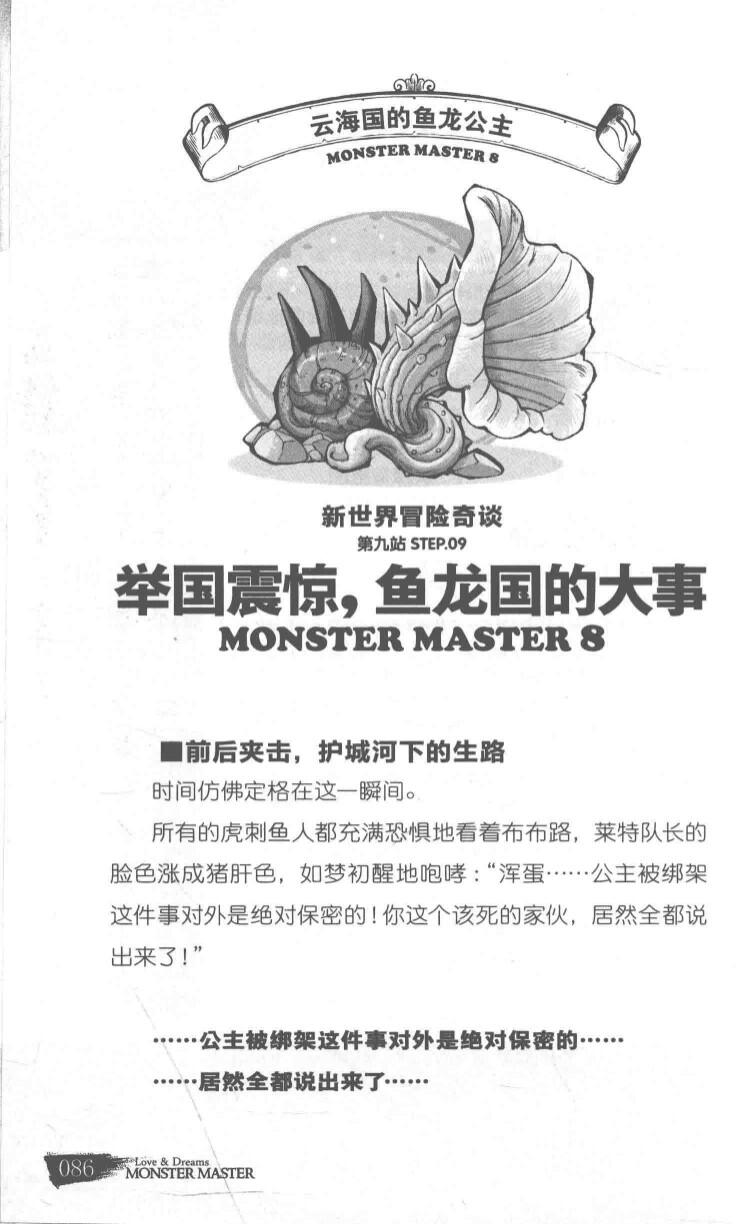 云海国的鱼龙公主
MONSTER MASTER 8
新世界冒险奇谈
第九站 STEP.09
举国震惊，鱼龙国的大事
MONSTER MASTER 8
■前后夹击，护城河下的生路
时间仿佛定格在这一瞬间。
所有的虎刺鱼人都充满恐惧地看着布布路，莱特队长的
脸色涨成猪肝色，如梦初醒地咆哮：“浑蛋……公主被绑架
这件事对外是绝对保密的！你这个该死的家伙，居然全都说
出来了！”
……公主被绑架这件事对外是绝对保密的……
……居然全都说出来了……
086
Love & Dreams
MONSTER MASTER